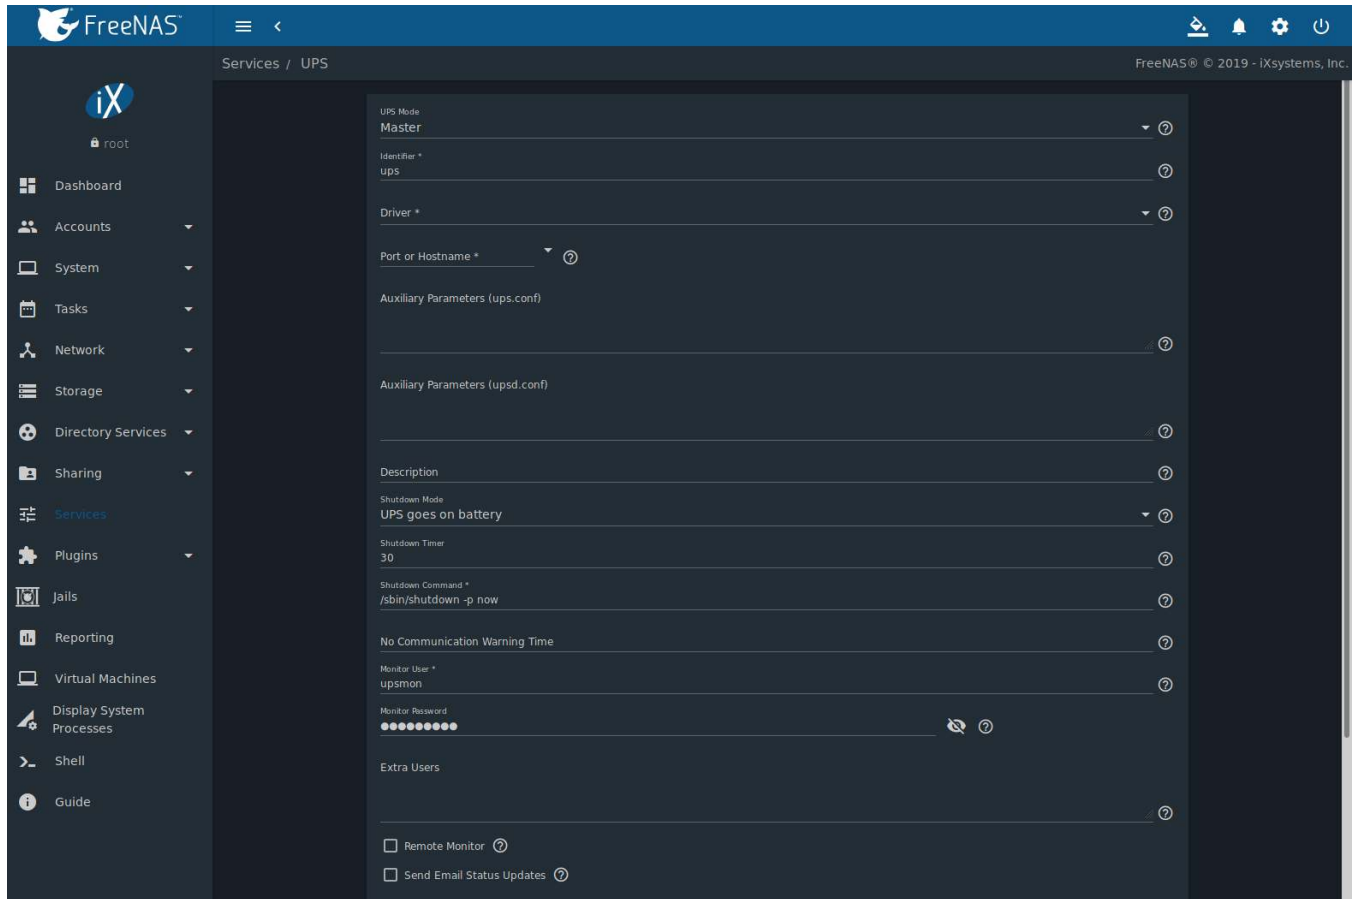 FreeNAS™
Services / UPS
FreeNAS® © 2019 - iXsystems, Inc.
iX
root
Dashboard
Accounts
System
Tasks
Network
Storage
Directory Services
Sharing
Services
Plugins
Jails
Reporting
Virtual Machines
Display System
Processes
Shell
Guide
UPS Mode
Master
Identifier *
ups
Driver *
Port or Hostname *
Auxiliary Parameters (ups.conf)
Auxiliary Parameters (upsd.conf)
Description
Shutdown Mode
UPS goes on battery
Shutdown Timer
30
Shutdown Command *
/sbin/shutdown -p now
No Communication Warning Time
Monitor User *
upsmon
Monitor Password
●●●●●●●●●
Extra Users
Remote Monitor
Send Email Status Updates